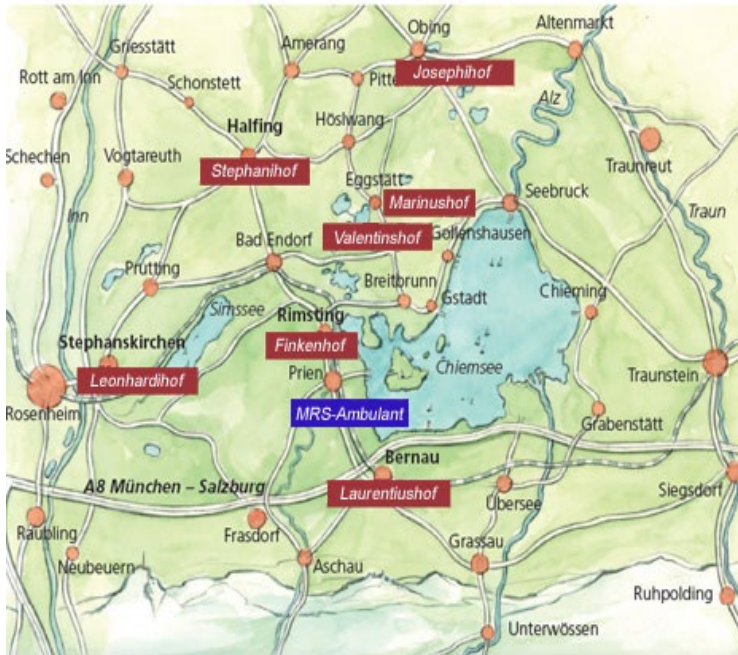 Obing
Altenmarkt
Griesstätt
Amerang
Rott am Inn
Schonstett
Josephihof
Alz
Halfing
Höslwang
Traunreut
Schechen
Vogtareuth
Stephanihof
Eggstätt
Marinushof
Seebruck
Inn
Traun
Valentinshof
Gollenshausen
Bad Endorf
Prutting
Breitbrunn
Gstadt
Chieming
Simssee
Rimsting
Stephanskirchen
Finkenhof
Leonhardihof
Prien
Chiemsee
Traunstein
Rosenheim
MRS-Ambulant
Grabenstätt
Bernau
A8 München – Salzburg
Laurentiushof
Siegsdorf
Übersee
Raubling
Frasdorf
Grassau
Neubeuern
Aschau
Ruhpolding
Unterwössen